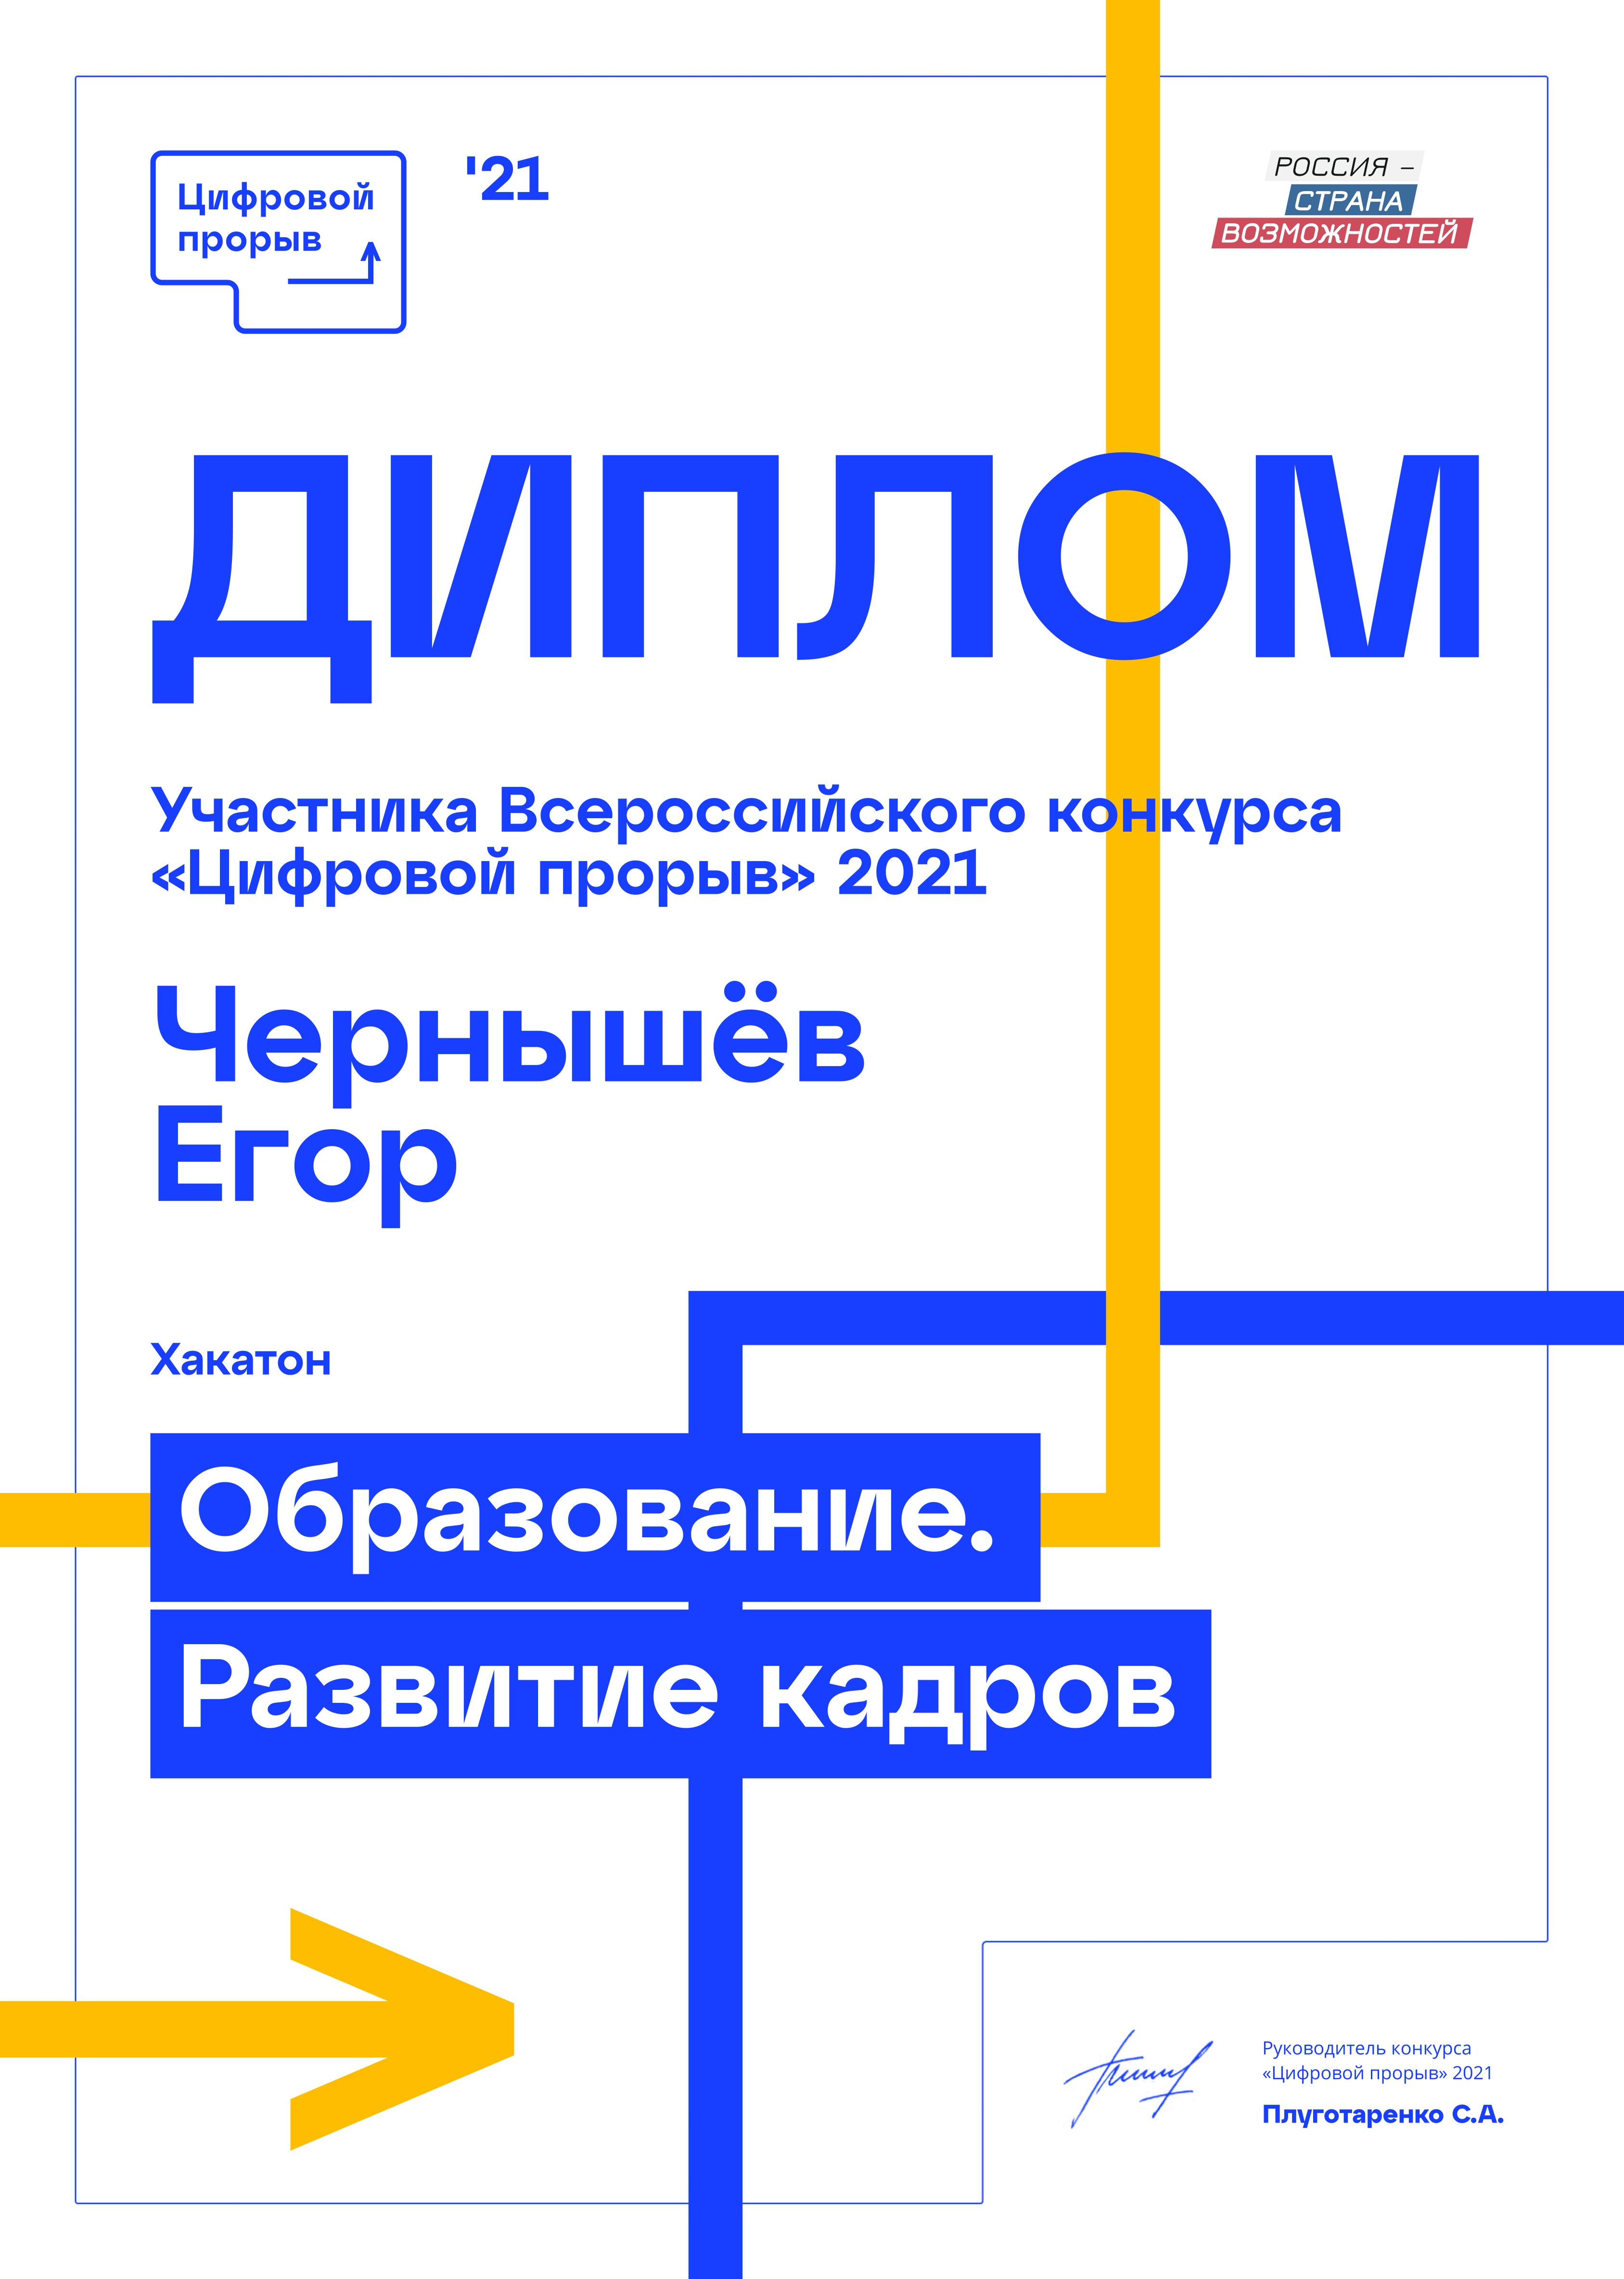 Цифровой
прорыв
'21
РОССИЯ –
СТРАНА
ВОЗМОЖНОСТЕЙ
ДИПЛОМ
Участника Всероссийского конкурса
«Цифровой прорыв» 2021
Чернышёв
Егор
Хакатон
Образование.
Развитие кадров
Руководитель конкурса
«Цифровой прорыв» 2021
Плуготаренко С.А.